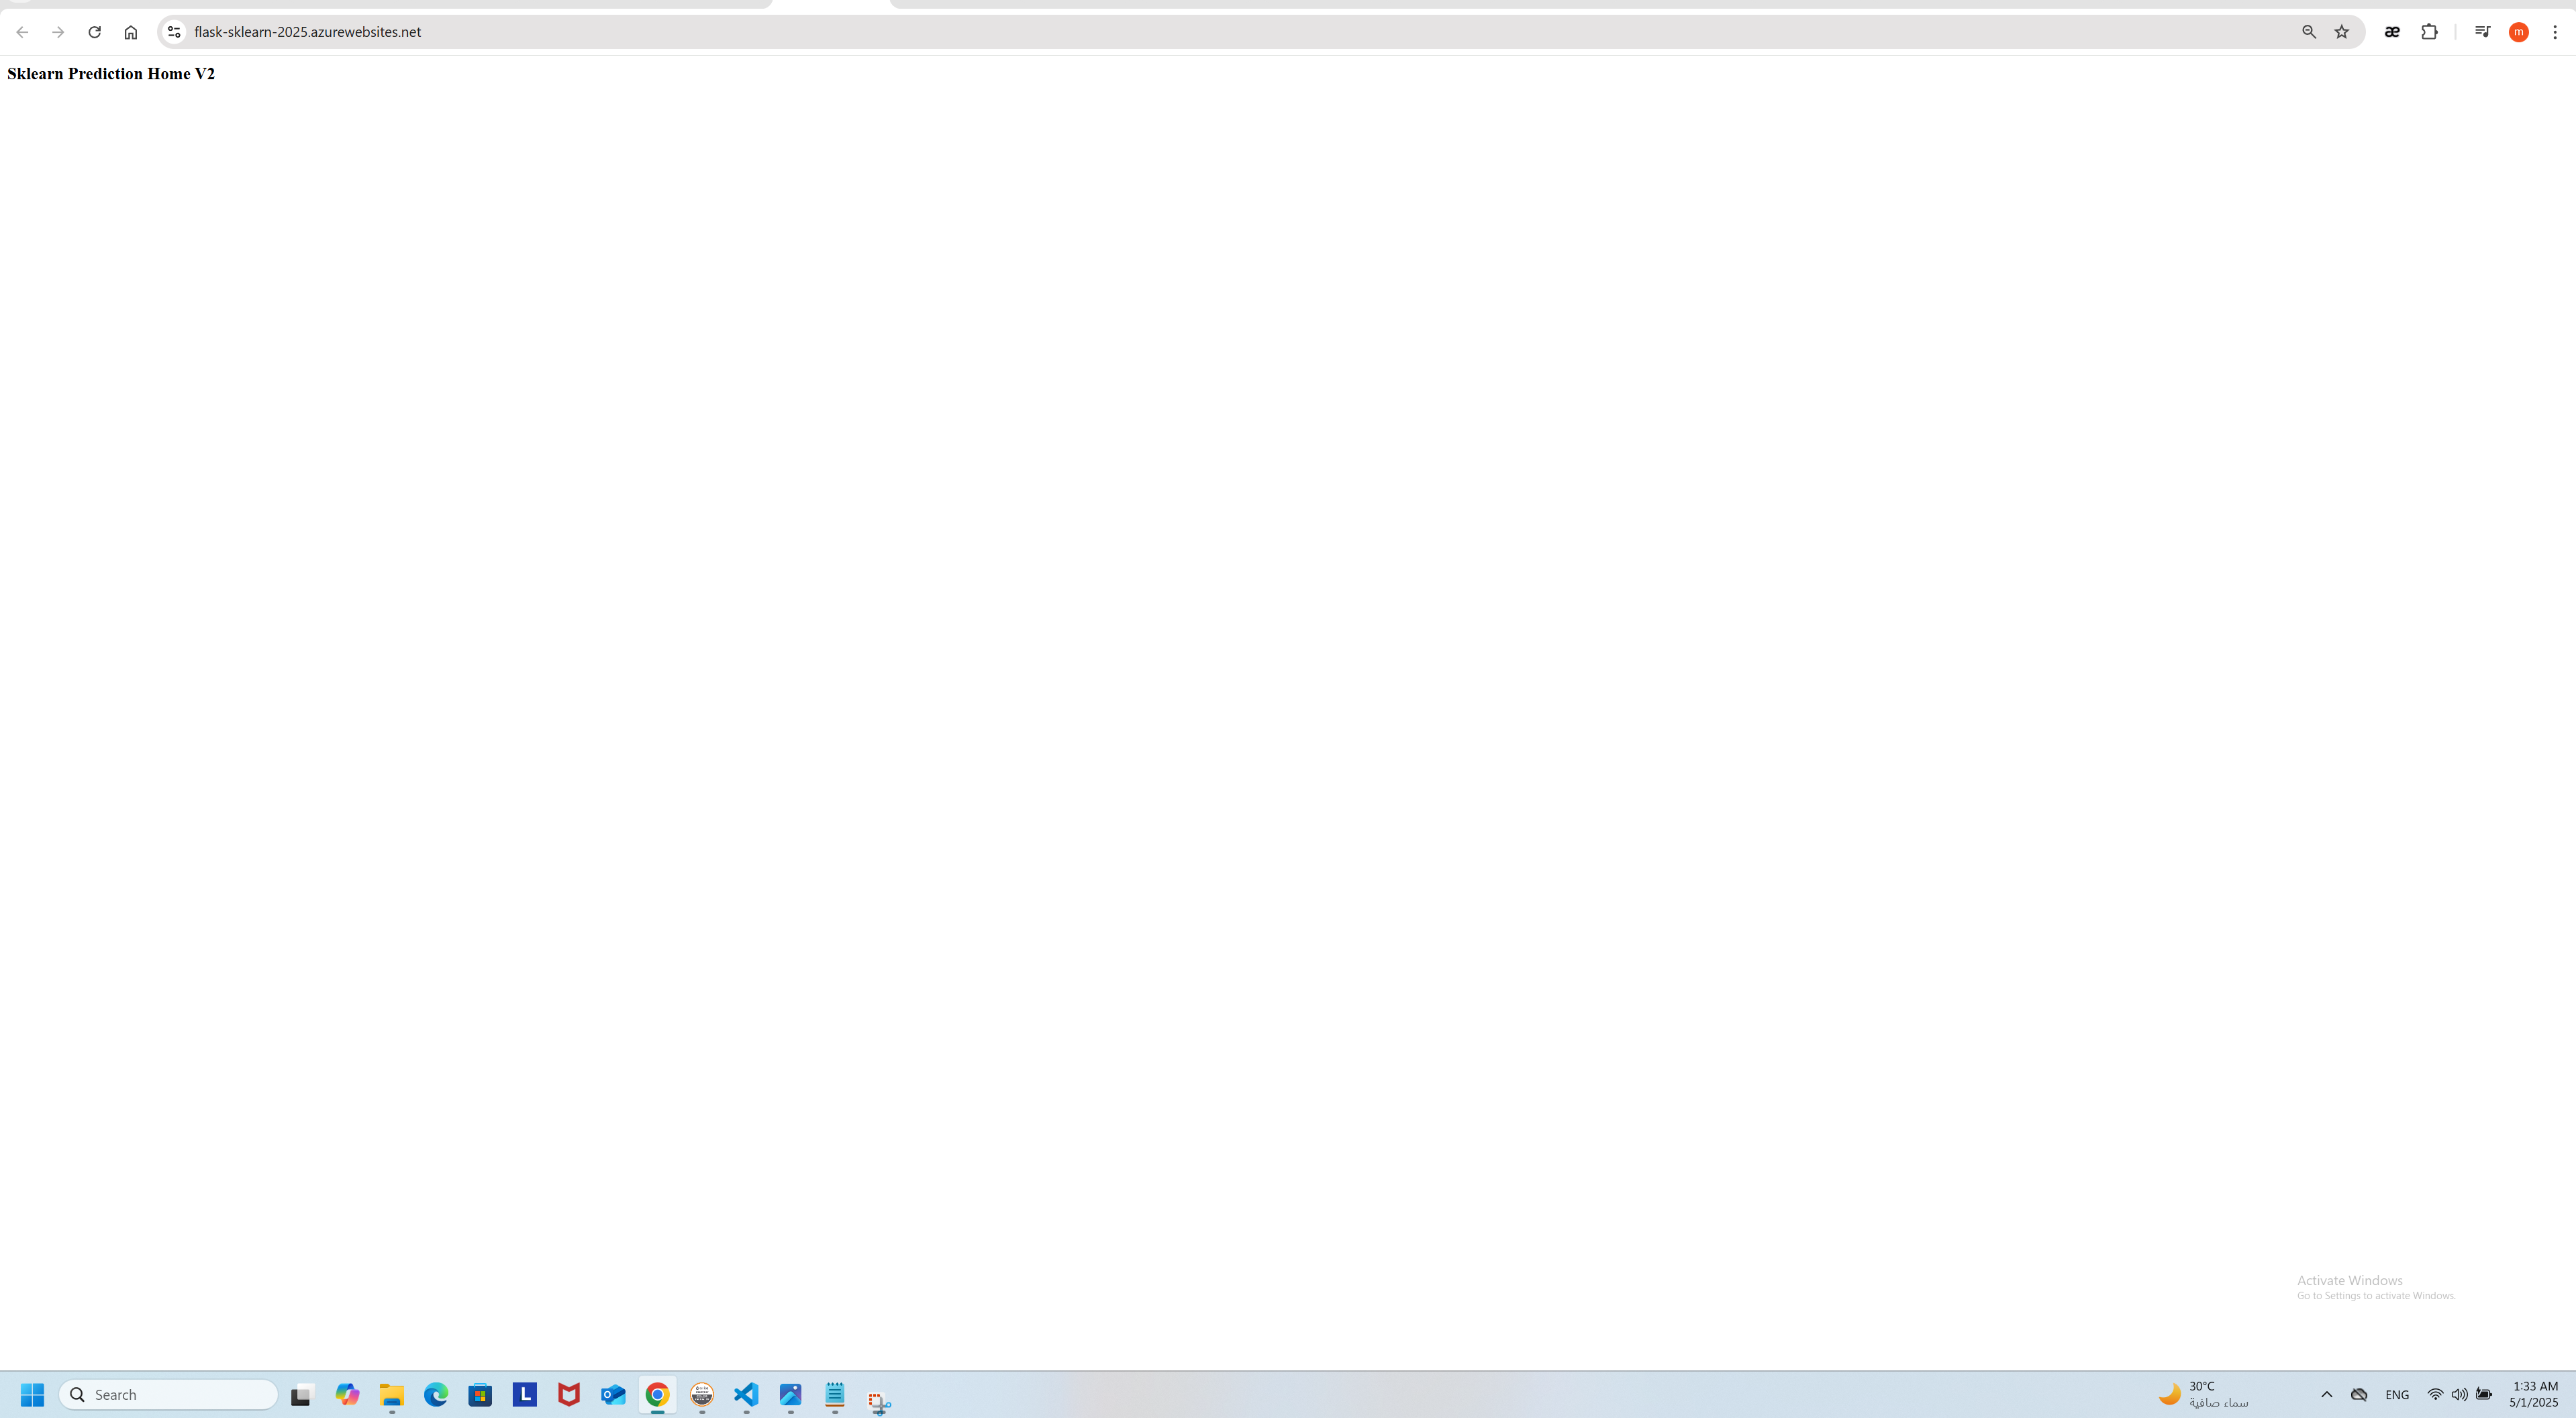 flask-sklearn-2025.azurewebsites.net
æ
m
Sklearn Prediction Home V2
Activate Windows
Go to Settings to activate Windows.
Search
L
30°C
سماء صافية
ENG
1:33 AM
5/1/2025